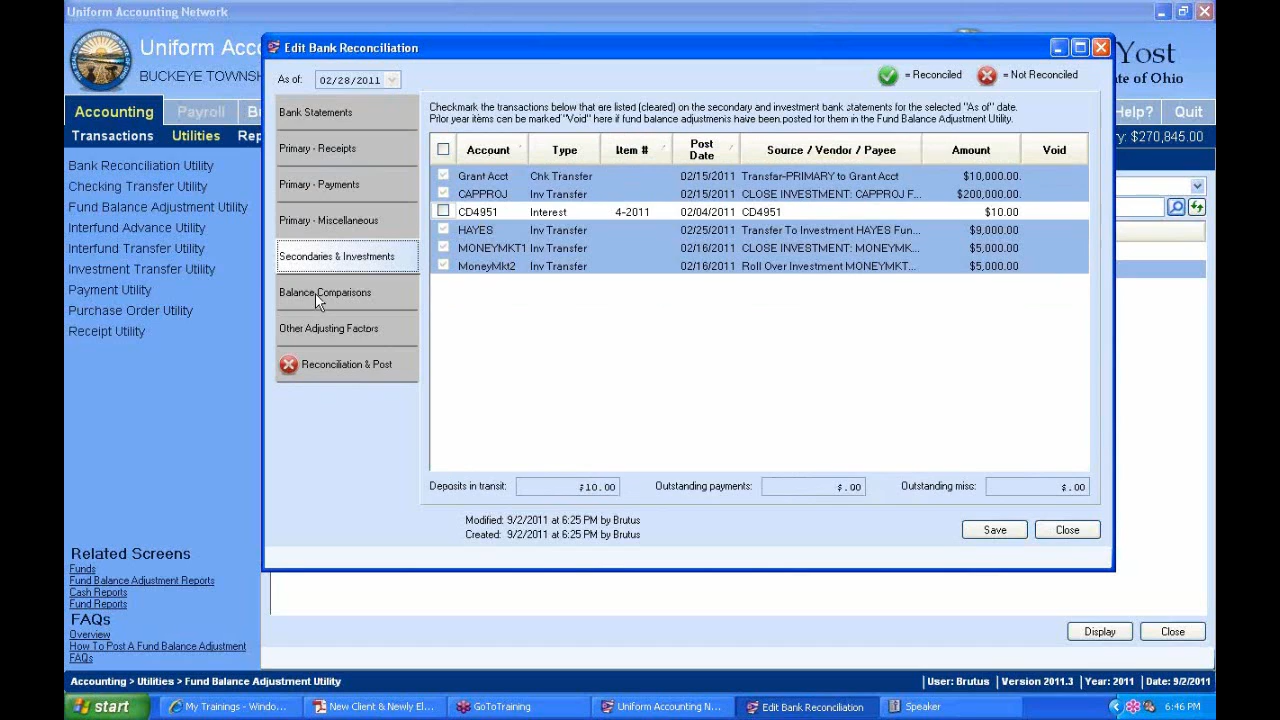 Uniform Accounting Network
Uniform Acco
BUCKEYE TOWNSH
Yost
te of Ohio
Accounting Payroll B Help? Quit
Transactions Utilities Rep y: $270,845.00
Bank Reconciliation Utility
Checking Transfer Utility
Fund Balance Adjustment Utility
Interfund Advance Utility
Interfund Transfer Utility
Investment Transfer Utility
Payment Utility
Purchase Order Utility
Receipt Utility
Related Screens
Funds
Fund Balance Adjustment Reports
Cash Reports
Fund Reports
FAQs
Overview
How To Post A Fund Balance Adjustment
FAQs
Edit Bank Reconciliation
As of: 02/28/2011
= Reconciled = Not Reconciled
Bank Statements
Primary - Receipts
Primary - Payments
Primary - Miscellaneous
Secondaries & Investments
Balance Comparisons
Other Adjusting Factors
Reconciliation & Post
Checkmark the transactions below that are listed (cleared) on the secondary and investment bank statements for the selected "As of" date.
Prior year items can be marked "Void" here if fund balance adjustments have been posted for them in the Fund Balance Adjustment Utility.
Account Type Item # Post Date Source / Vendor / Payee Amount Void
Grant Acct Chk Transfer 02/15/2011 Transfar-PRIMARY to Grant Acct $10,000.00
CAPPROJ Inv Transfer 02/15/2011 CLOSE INVESTMENT: CAPPROJ F... $200,000.00
CD4951 Interest 4-2011 02/04/2011 CD4951 $10.00
HAYES Inv Transfer 02/25/2011 Transfer To Investment HAYES Fun... $9,000.00
MONEYMKT1 Inv Transfer 02/16/2011 CLOSE INVESTMENT: MONEYMK... $5,000.00
MoneyMkt2 Inv Transfer 02/16/2011 Roll Over Investment MONEYMKT... $5,000.00
Deposits in transit: $10.00 Outstanding payments: $.00 Outstanding misc: $.00
Modified: 9/2/2011 at 6:25 PM by Brutus
Created: 9/2/2011 at 6:25 PM by Brutus
Save Close
Display Close
Accounting > Utilities > Fund Balance Adjustment Utility
User: Brutus Version 2011.3 Year: 2011 Date: 9/2/2011
start My Trainings - Windo... New Client & Newly El... GoToTraining Uniform Accounting N... Edit Bank Reconciliation Speaker 6:46 PM